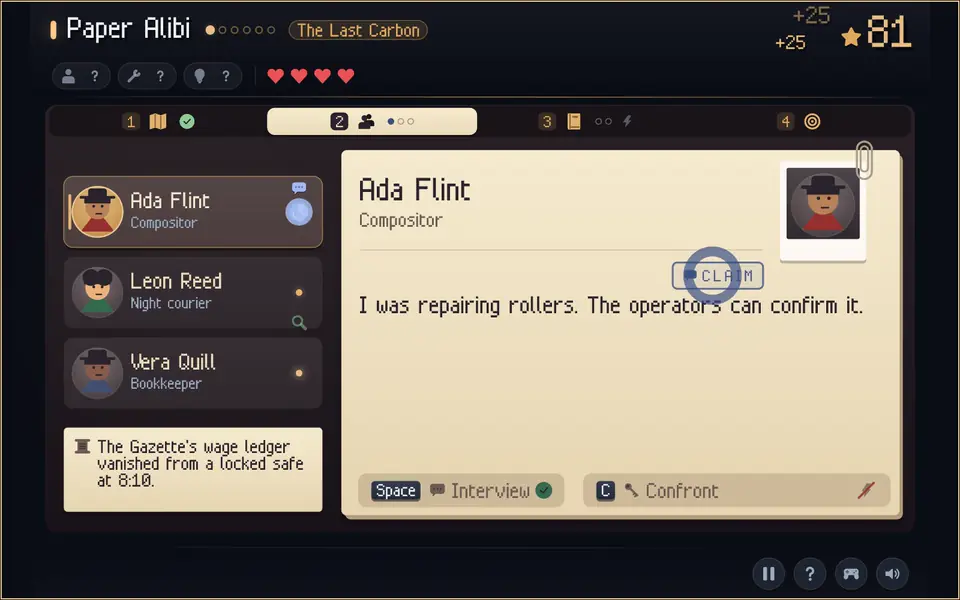 Paper Alibi
The Last Carbon
+25
+25
81
?
?
?
1
2
3
4
Ada Flint
Compositor
Leon Reed
Night courier
Vera Quill
Bookkeeper
The Gazette's wage ledger
vanished from a locked safe
at 8:10.
Ada Flint
Compositor
CLAIM
I was repairing rollers. The operators can confirm it.
Space Interview
C Confront
?